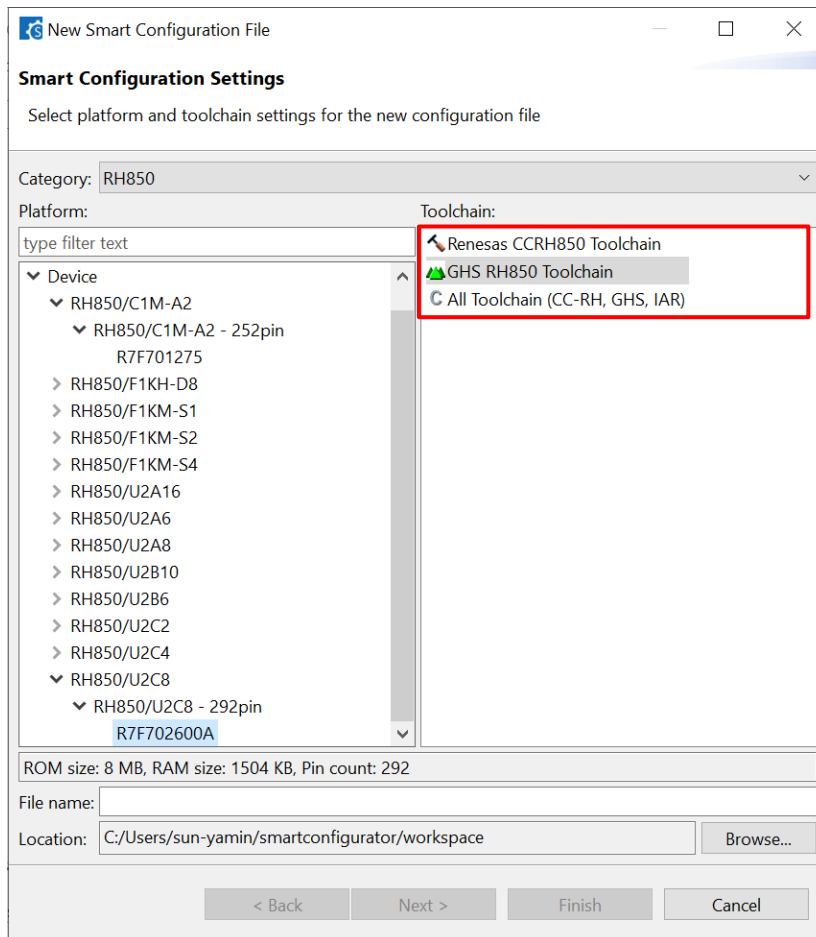 New Smart Configuration File
Smart Configuration Settings
Select platform and toolchain settings for the new configuration file
Category: RH850
Platform:
type filter text
Device
RH850/C1M-A2
RH850/C1M-A2 - 252pin
R7F701275
RH850/F1KH-D8
RH850/F1KM-S1
RH850/F1KM-S2
RH850/F1KM-S4
RH850/U2A16
RH850/U2A6
RH850/U2A8
RH850/U2B10
RH850/U2B6
RH850/U2C2
RH850/U2C4
RH850/U2C8
RH850/U2C8 - 292pin
R7F702600A
Toolchain:
Renesas CCRH850 Toolchain
GHS RH850 Toolchain
C All Toolchain (CC-RH, GHS, IAR)
ROM size: 8 MB, RAM size: 1504 KB, Pin count: 292
File name:
Location: C:/Users/sun-yamin/smartconfigurator/workspace Browse...
< Back Next > Finish Cancel